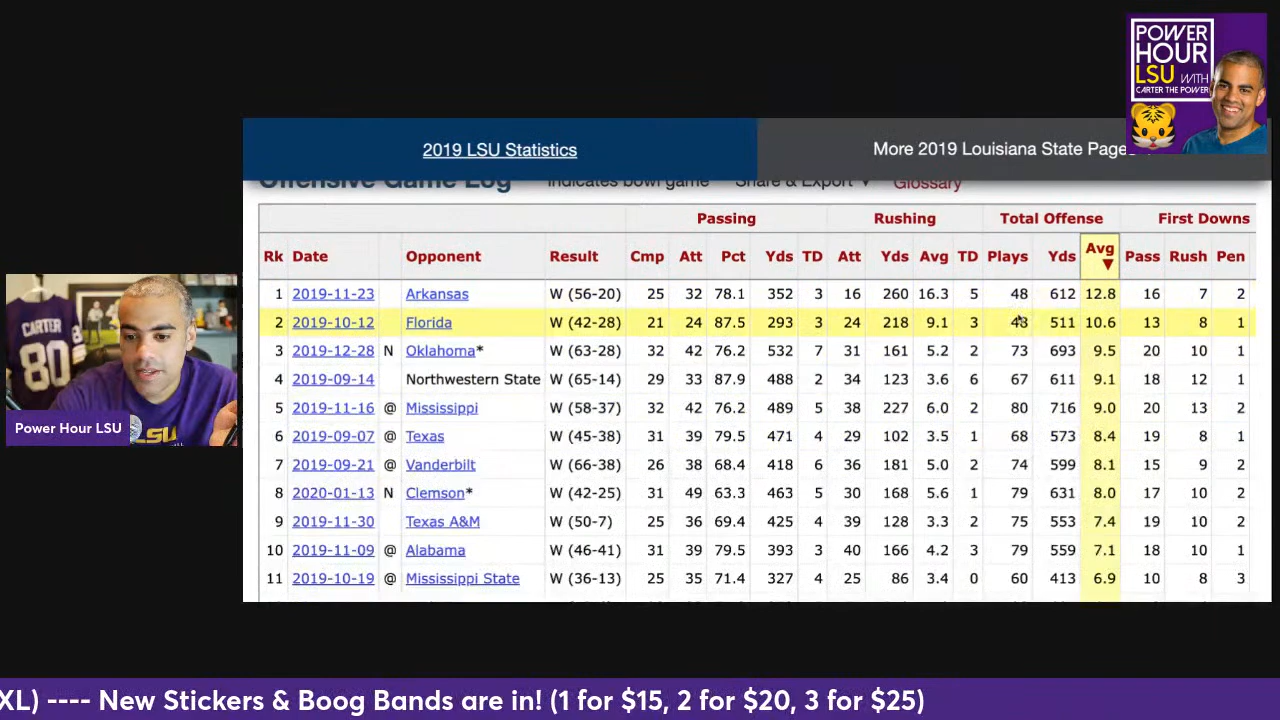 POWER
HOUR
LSU WITH
CARTER THE POWER
2019 LSU Statistics
More 2019 Louisiana State Pages
Offensive Game Log Indicates bowl game Share & Export ▼ Glossary
Passing Rushing Total Offense First Downs
Rk Date Opponent Result Cmp Att Pct Yds TD Att Yds Avg TD Plays Yds Avg ▼ Pass Rush Pen
1 2019-11-23 Arkansas W (56-20) 25 32 78.1 352 3 16 260 16.3 5 48 612 12.8 16 7 2
2 2019-10-12 Florida W (42-28) 21 24 87.5 293 3 24 218 9.1 3 48 511 10.6 13 8 1
3 2019-12-28 N Oklahoma* W (63-28) 32 42 76.2 532 7 31 161 5.2 2 73 693 9.5 20 10 1
4 2019-09-14 Northwestern State W (65-14) 29 33 87.9 488 2 34 123 3.6 6 67 611 9.1 18 12 1
5 2019-11-16 @ Mississippi W (58-37) 32 42 76.2 489 5 38 227 6.0 2 80 716 9.0 20 13 2
6 2019-09-07 @ Texas W (45-38) 31 39 79.5 471 4 29 102 3.5 1 68 573 8.4 19 8 1
7 2019-09-21 @ Vanderbilt W (66-38) 26 38 68.4 418 6 36 181 5.0 2 74 599 8.1 15 9 2
8 2020-01-13 N Clemson* W (42-25) 31 49 63.3 463 5 30 168 5.6 1 79 631 8.0 17 10 2
9 2019-11-30 Texas A&M W (50-7) 25 36 69.4 425 4 39 128 3.3 2 75 553 7.4 19 10 2
10 2019-11-09 @ Alabama W (46-41) 31 39 79.5 393 3 40 166 4.2 3 79 559 7.1 18 10 1
11 2019-10-19 @ Mississippi State W (36-13) 25 35 71.4 327 4 25 86 3.4 0 60 413 6.9 10 8 3
CARTER
80
LSU
Power Hour LSU
XL) ---- New Stickers & Boog Bands are in! (1 for $15, 2 for $20, 3 for $25)